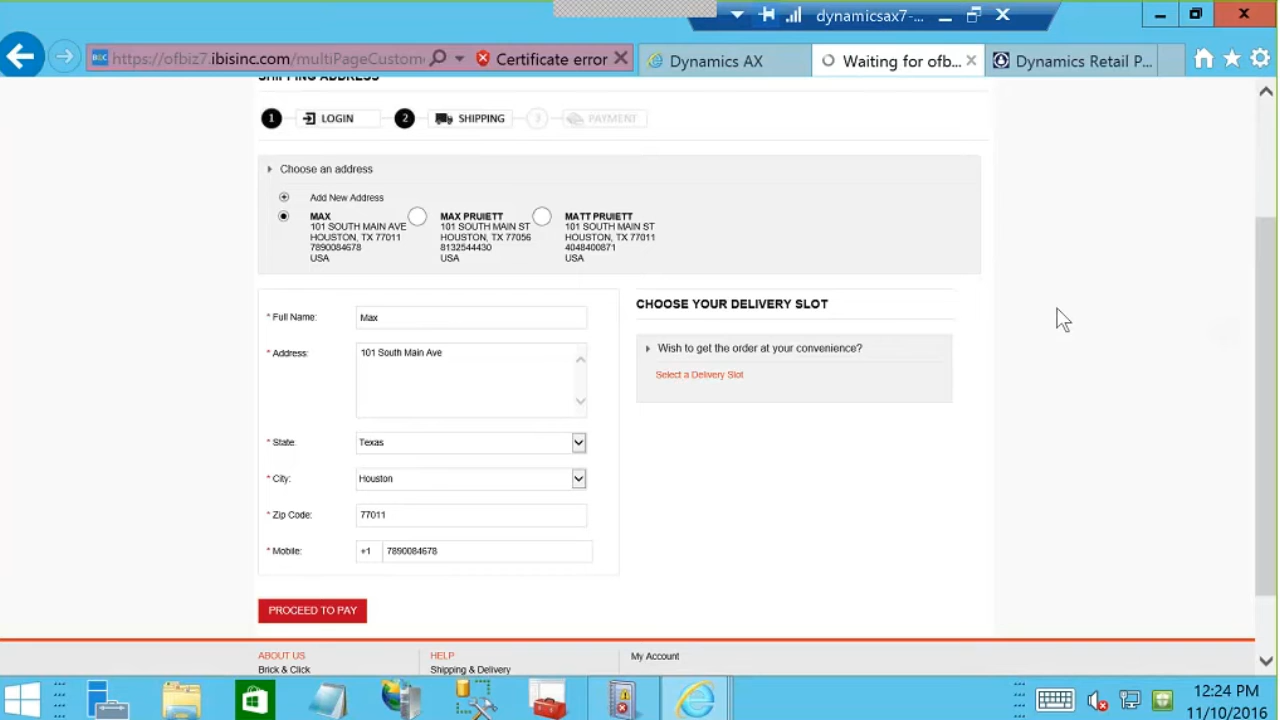 dynamicsax7-...
https://ofbiz7.ibisinc.com/multiPageCustom
Certificate error
Dynamics AX
Waiting for ofb...
Dynamics Retail P...
SHIPPING ADDRESS
1 LOGIN 2 SHIPPING 3 PAYMENT
Choose an address
Add New Address
MAX
101 SOUTH MAIN AVE
HOUSTON, TX 77011
7890084678
USA
MAX PRUIETT
101 SOUTH MAIN ST
HOUSTON, TX 77056
8132544430
USA
MATT PRUIETT
101 SOUTH MAIN ST
HOUSTON, TX 77011
4048400871
USA
* Full Name: Max
* Address: 101 South Main Ave
* State: Texas
* City: Houston
* Zip Code: 77011
* Mobile: +1 7890084678
CHOOSE YOUR DELIVERY SLOT
Wish to get the order at your convenience?
Select a Delivery Slot
PROCEED TO PAY
ABOUT US
Brick & Click
HELP
Shipping & Delivery
My Account
12:24 PM
11/10/2016